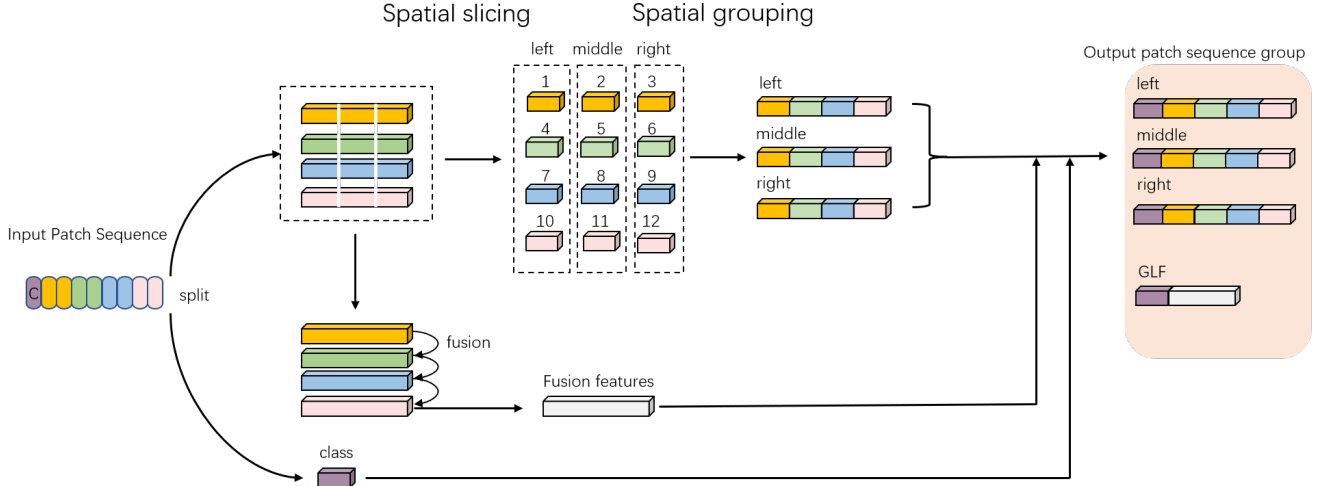 Spatial slicing
Spatial grouping
left
middle
right
1
2
3
4
5
6
7
8
9
10
11
12
left
middle
right
Output patch sequence group
left
middle
right
GLF
Input Patch Sequence
C
split
fusion
Fusion features
class